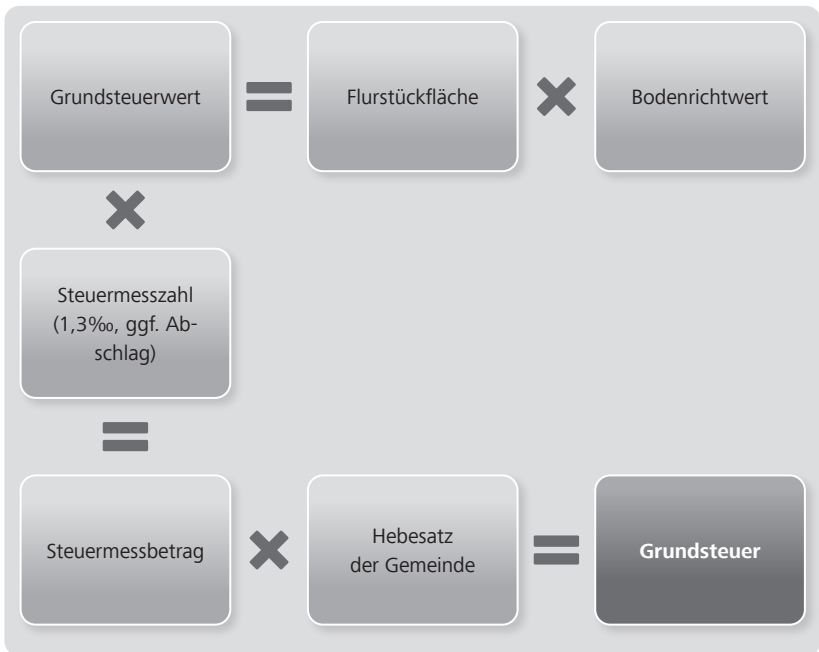 Grundsteuerwert
Flurstückfläche
Bodenrichtwert
Steuermesszahl
(1,3‰, ggf. Ab-
schlag)
Steuermessbetrag
Hebesatz
der Gemeinde
Grundsteuer